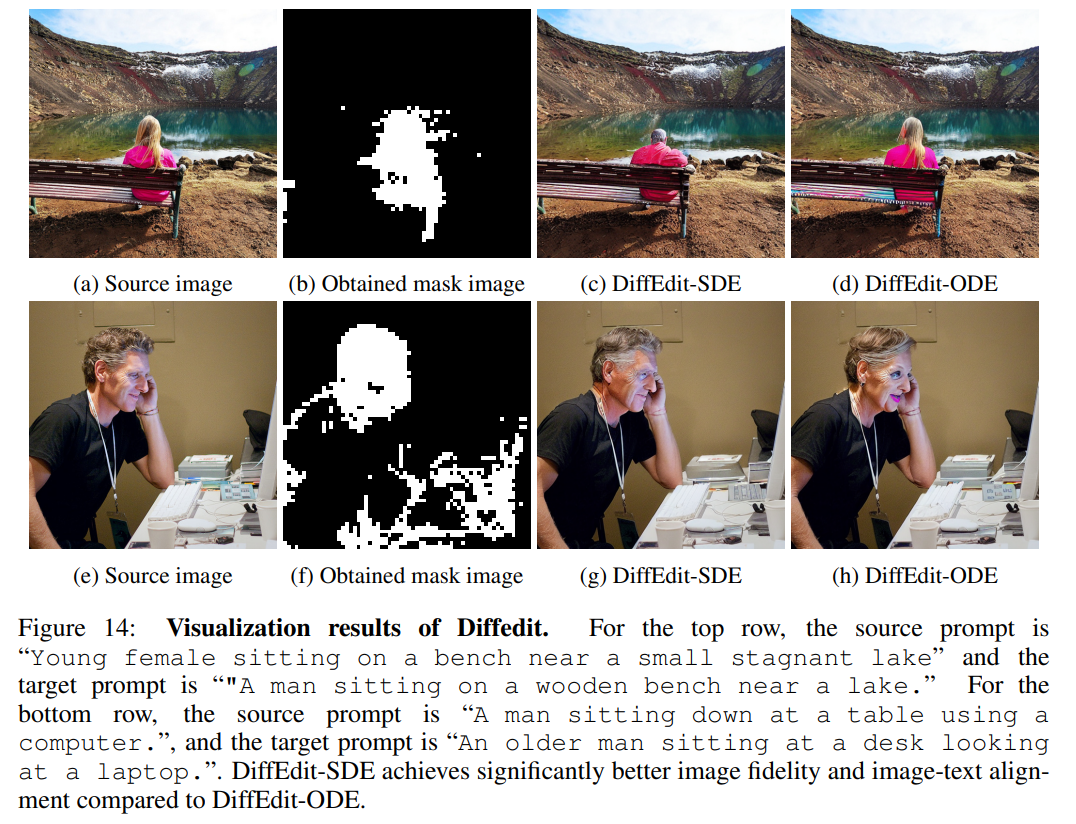 (a) Source image (b) Obtained mask image (c) DiffEdit-SDE (d) DiffEdit-ODE
(e) Source image (f) Obtained mask image (g) DiffEdit-SDE (h) DiffEdit-ODE
Figure 14: Visualization results of Diffedit. For the top row, the source prompt is
“Young female sitting on a bench near a small stagnant lake” and the
target prompt is “"A man sitting on a wooden bench near a lake.” For the
bottom row, the source prompt is “A man sitting down at a table using a
computer.”, and the target prompt is “An older man sitting at a desk looking
at a laptop.”. DiffEdit-SDE achieves significantly better image fidelity and image-text align-
ment compared to DiffEdit-ODE.